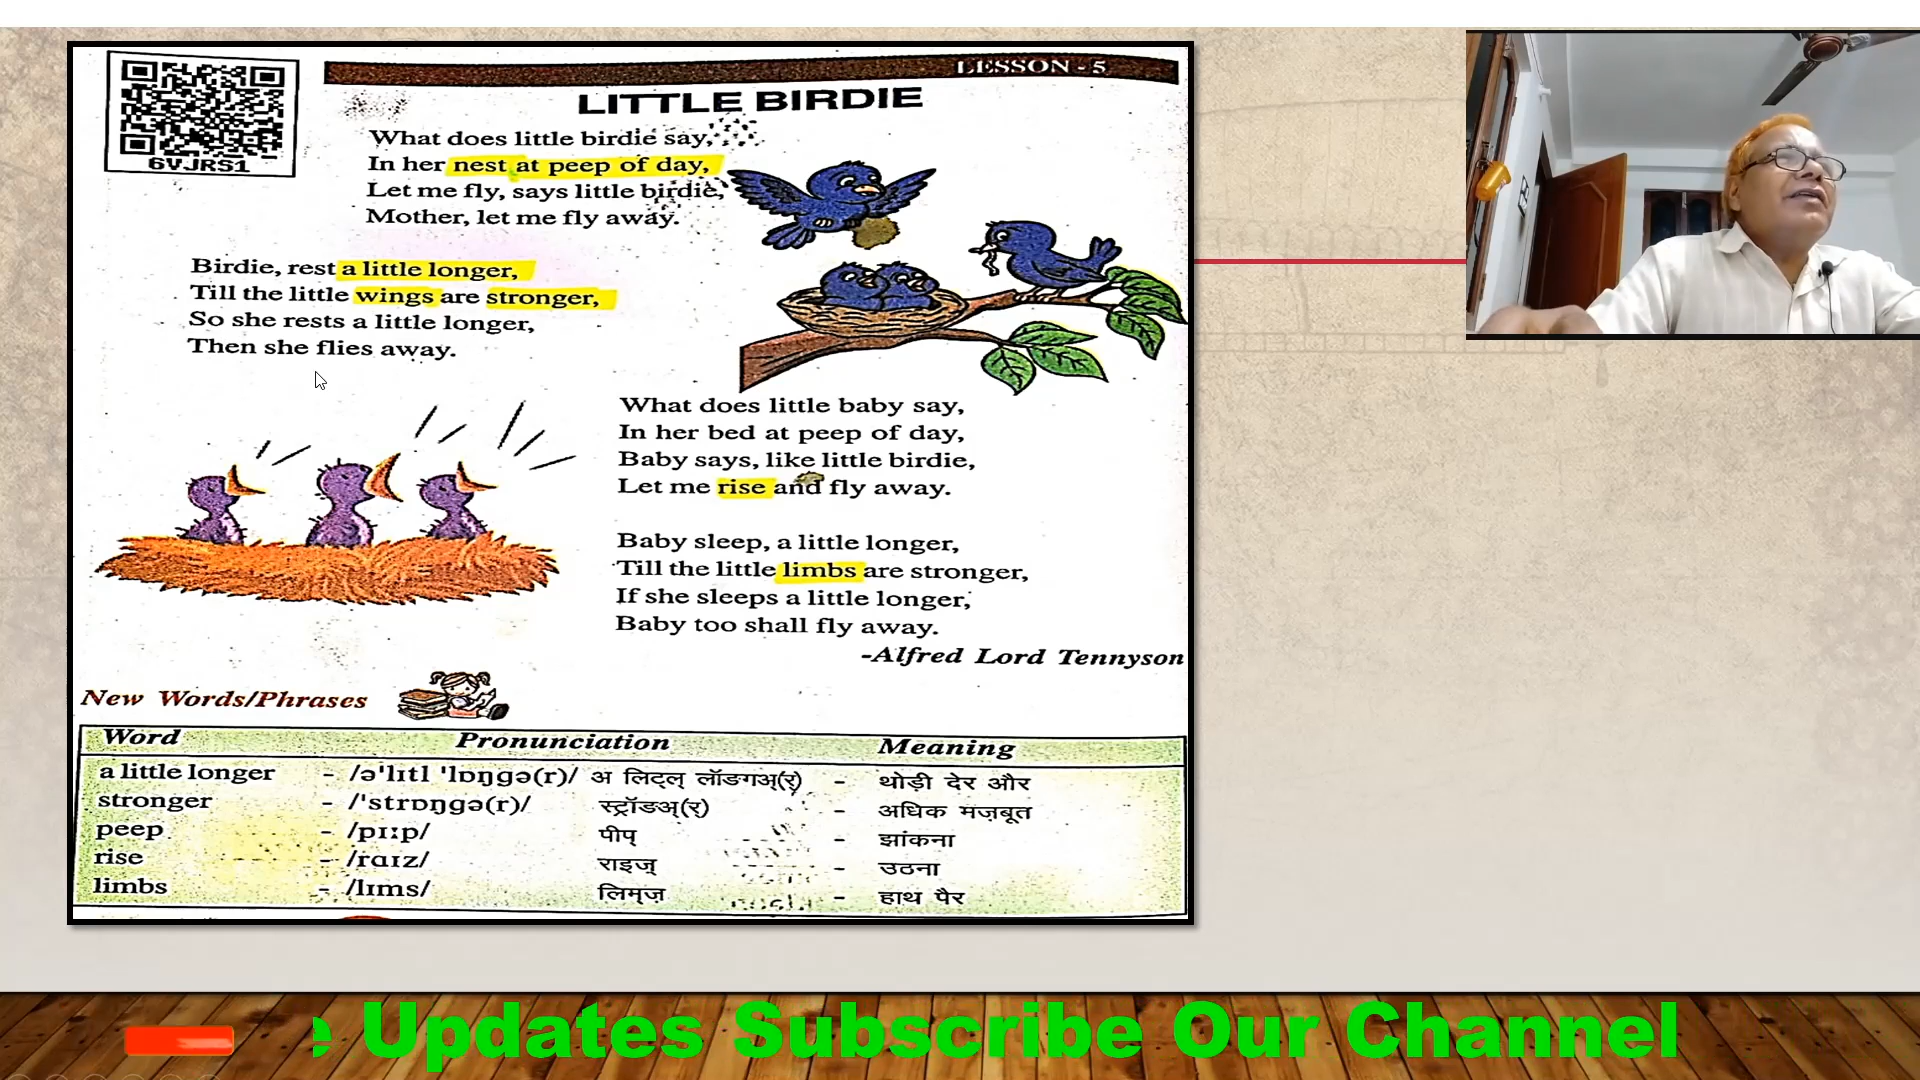 6VJRS1
LESSON - 5
LITTLE BIRDIE
What does little birdie say,
In her nest at peep of day,
Let me fly, says little birdie,
Mother, let me fly away.
Birdie, rest a little longer,
Till the little wings are stronger,
So she rests a little longer,
Then she flies away.
What does little baby say,
In her bed at peep of day,
Baby says, like little birdie,
Let me rise and fly away.
Baby sleep, a little longer,
Till the little limbs are stronger,
If she sleeps a little longer,
Baby too shall fly away.
-Alfred Lord Tennyson
New Words/Phrases
Word Pronunciation Meaning
a little longer - /ə'lɪtl 'lɒŋgə(r)/ अ लिट्ल् लॉङगअ(र्) - थोड़ी देर और
stronger - /'strɒŋgə(r)/ स्ट्रॉङअ(र्) - अधिक मज़बूत
peep - /pɪːp/ पीप् - झांकना
rise - /raɪz/ राइज़् - उठना
limbs - /lɪms/ लिम्ज़ - हाथ पैर
e Updates Subscribe Our Channel